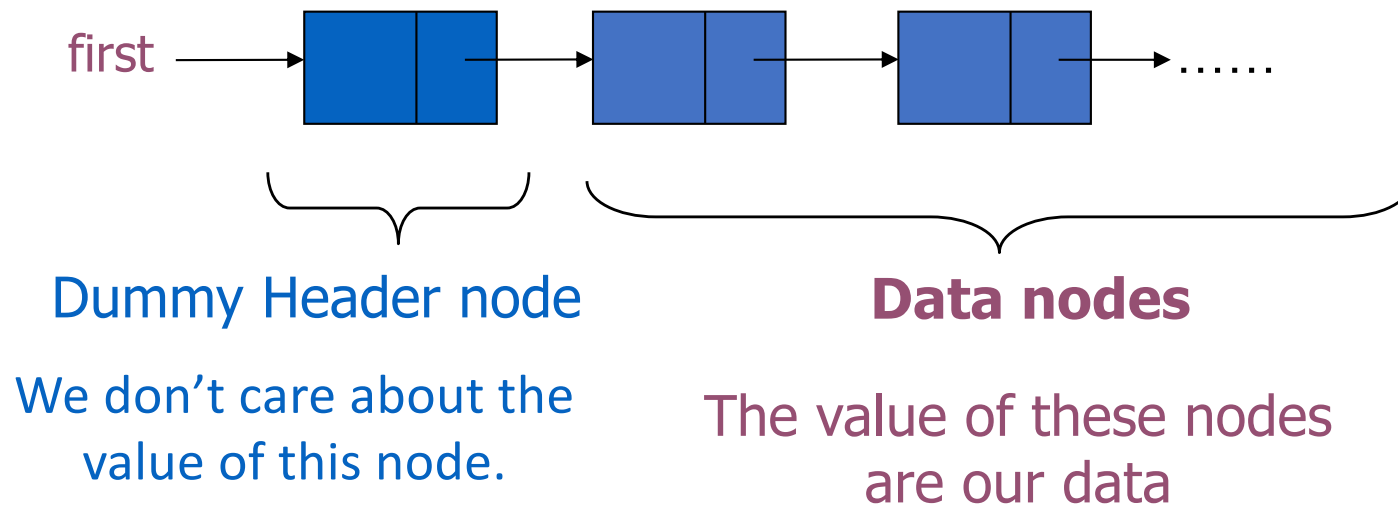 first
......
Dummy Header node
Data nodes
We don’t care about the
value of this node.
The value of these nodes
are our data